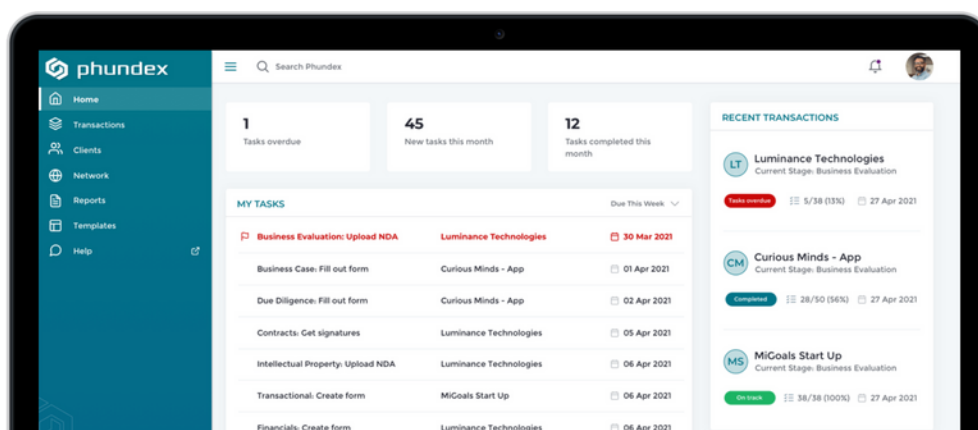 phundex
Search Phundex
Home
Transactions
Clients
Network
Reports
Templates
Help
1
Tasks overdue
45
New tasks this month
12
Tasks completed this
month
MY TASKS
Due This Week
Business Evaluation: Upload NDA Luminance Technologies 30 Mar 2021
Business Case: Fill out form Curious Minds - App 01 Apr 2021
Due Diligence: Fill out form Curious Minds - App 02 Apr 2021
Contracts: Get signatures Luminance Technologies 05 Apr 2021
Intellectual Property: Upload NDA Luminance Technologies 06 Apr 2021
Transactional: Create form MiGoals Start Up 06 Apr 2021
Financials: Create form Luminance Technologies 06 Apr 2021
RECENT TRANSACTIONS
LT
Luminance Technologies
Current Stage: Business Evaluation
Tasks overdue 5/38 (13%) 27 Apr 2021
CM
Curious Minds - App
Current Stage: Business Evaluation
Completed 28/50 (56%) 27 Apr 2021
MS
MiGoals Start Up
Current Stage: Business Evaluation
On track 38/38 (100%) 27 Apr 2021